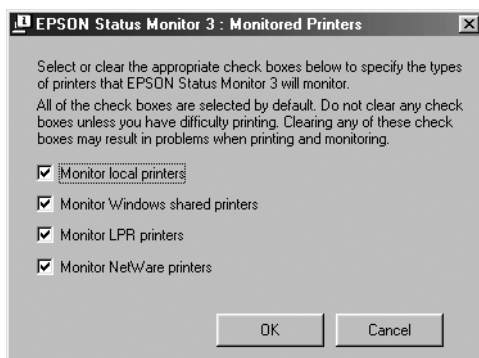 EPSON Status Monitor 3 : Monitored Printers
Select or clear the appropriate check boxes below to specify the types
of printers that EPSON Status Monitor 3 will monitor.
All of the check boxes are selected by default. Do not clear any check
boxes unless you have difficulty printing. Clearing any of these check
boxes may result in problems when printing and monitoring.
Monitor local printers
Monitor Windows shared printers
Monitor LPR printers
Monitor NetWare printers
OK
Cancel